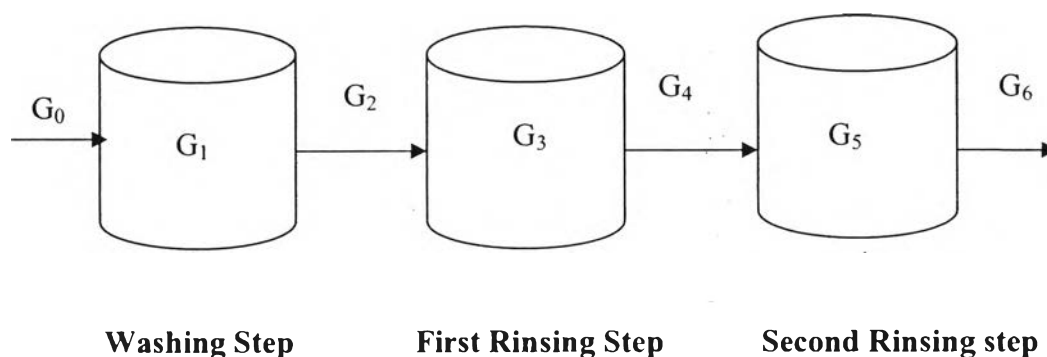 G₀ G₂ G₄ G₆
G₁ G₃ G₅
Washing Step First Rinsing Step Second Rinsing step